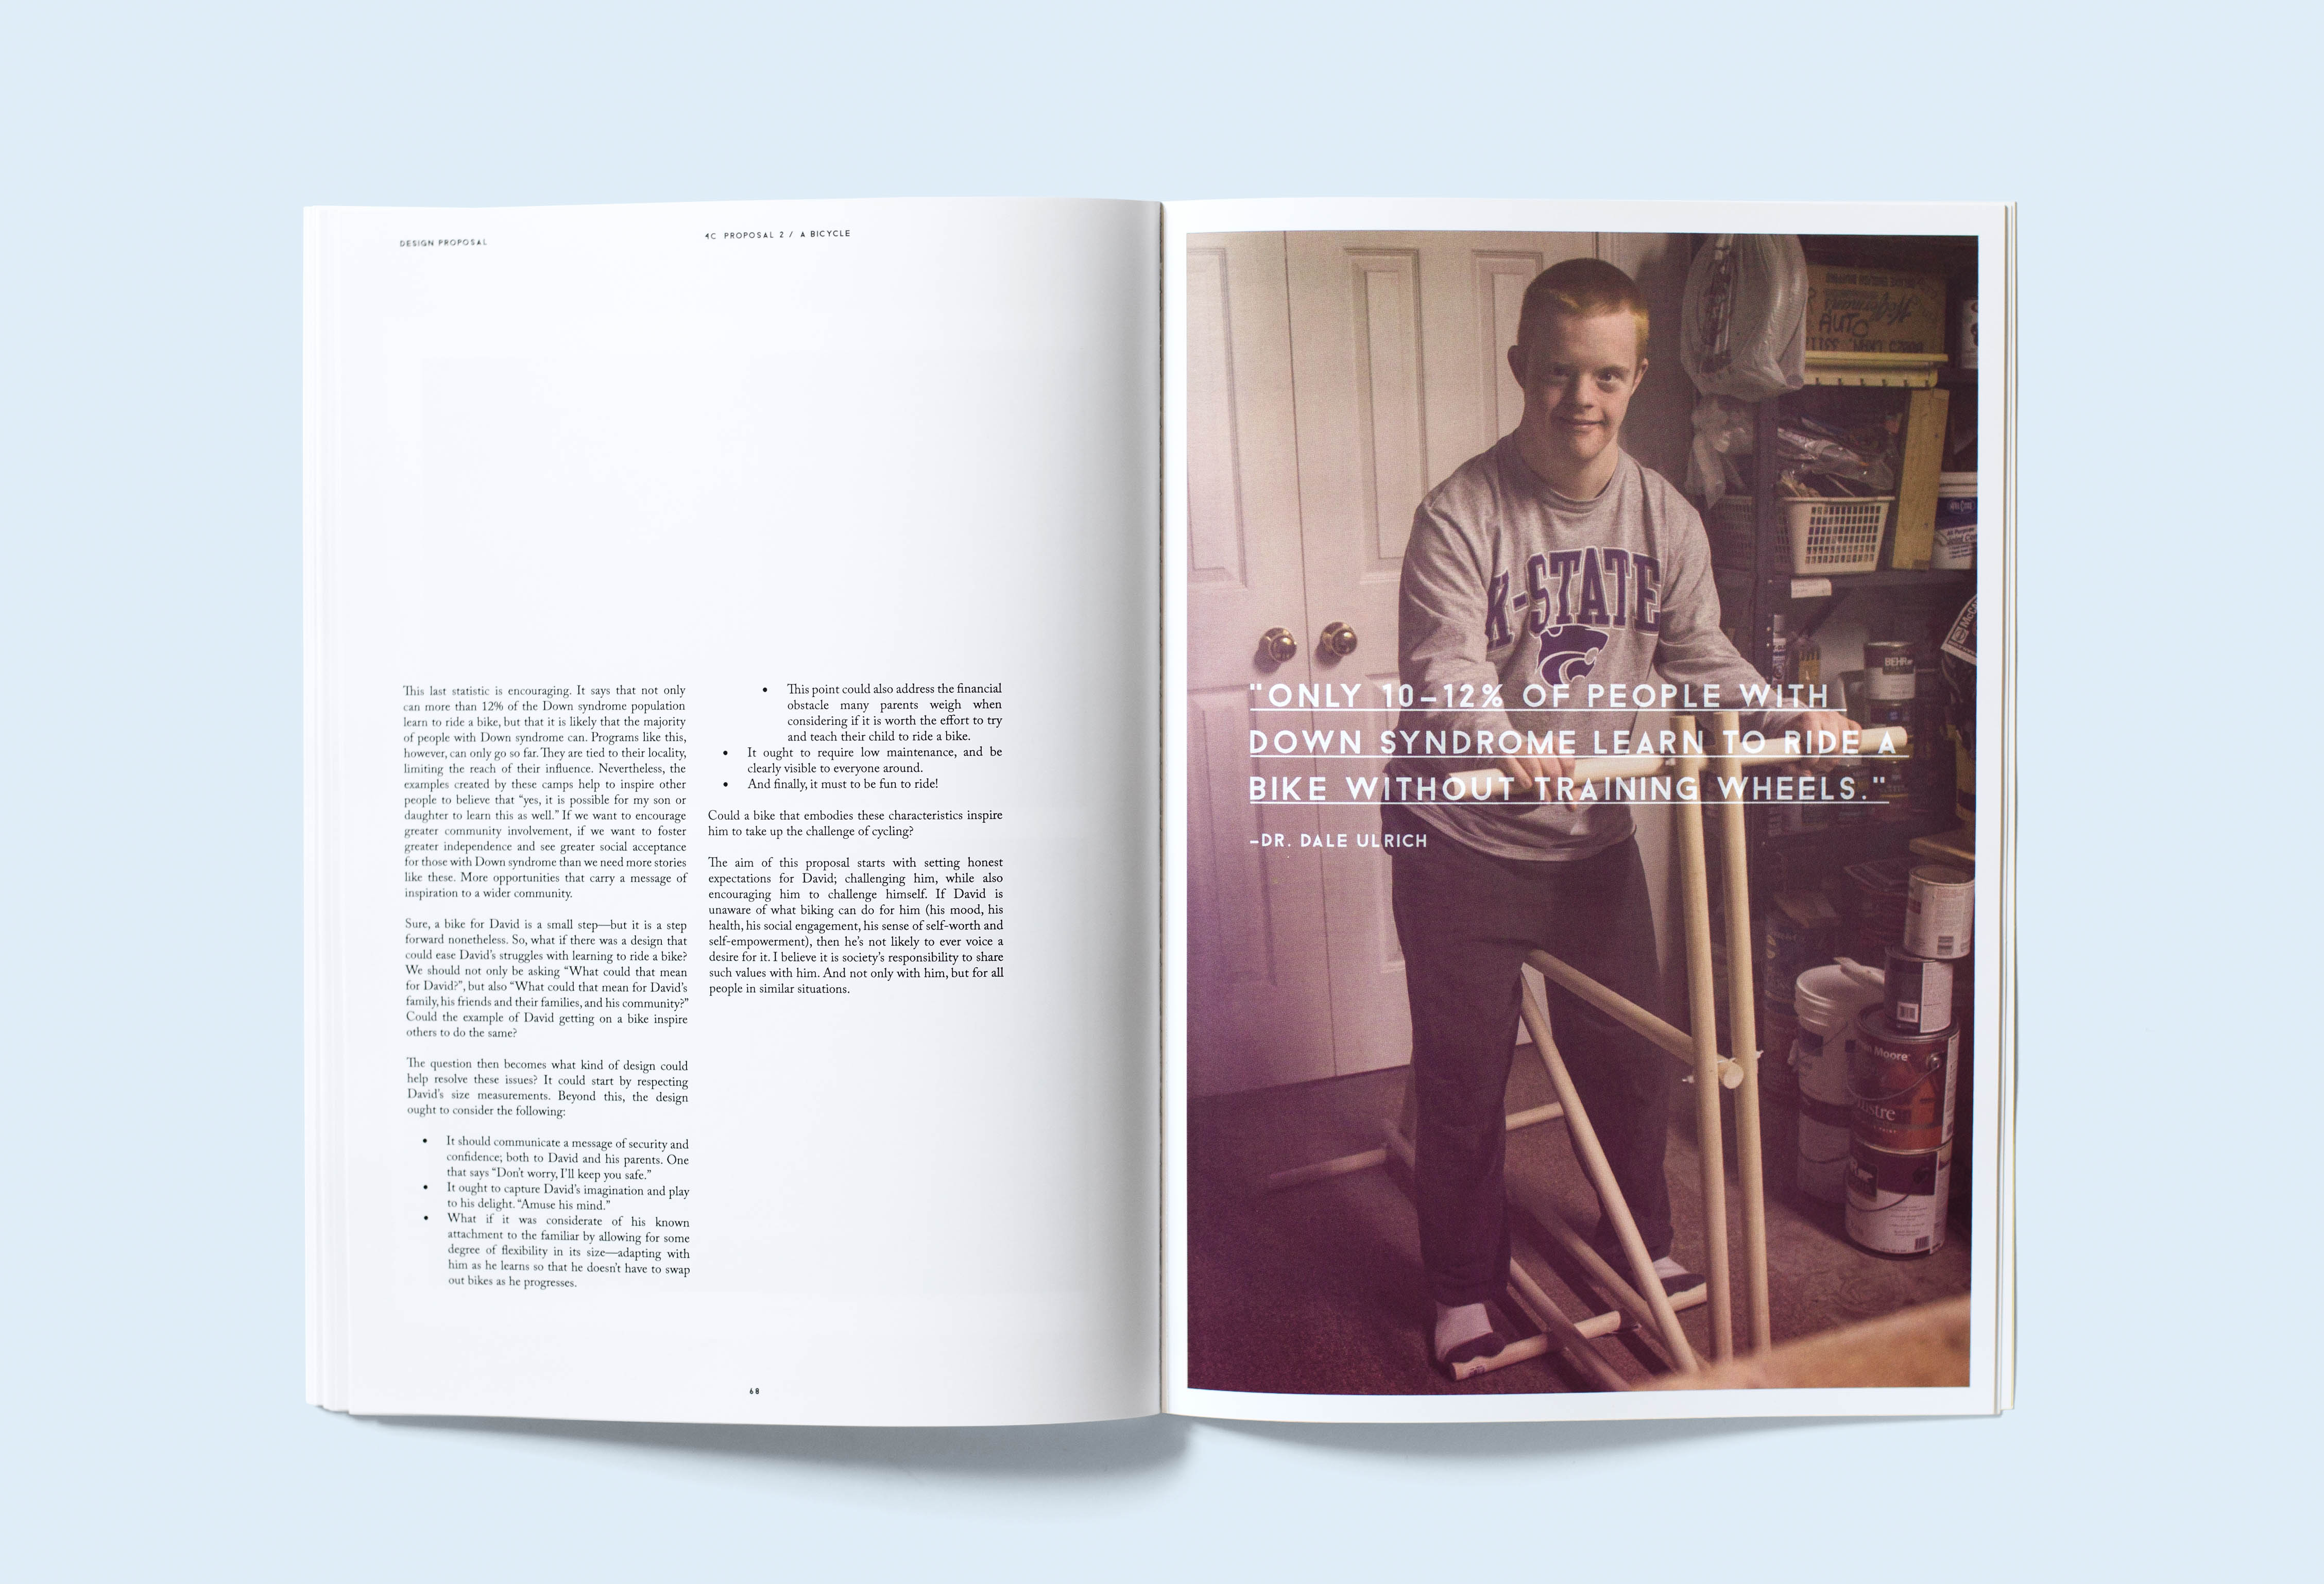 DESIGN PROPOSAL
4C PROPOSAL 2 / A BICYCLE
This last statistic is encouraging. It says that not only
can more than 12% of the Down syndrome population
learn to ride a bike, but that it is likely that the majority
of people with Down syndrome can. Programs like this,
however, can only go so far. They are tied to their locality,
limiting the reach of their influence. Nevertheless, the
examples created by these camps help to inspire other
people to believe that “yes, it is possible for my son or
daughter to learn this as well.” If we want to encourage
greater community involvement, if we want to foster
greater independence and see greater social acceptance
for those with Down syndrome than we need more stories
like these. More opportunities that carry a message of
inspiration to a wider community.
Sure, a bike for David is a small step—but it is a step
forward nonetheless. So, what if there was a design that
could ease David’s struggles with learning to ride a bike?
We should not only be asking “What could that mean
for David?”, but also “What could that mean for David’s
family, his friends and their families, and his community?”
Could the example of David getting on a bike inspire
others to do the same?
The question then becomes what kind of design could
help resolve these issues? It could start by respecting
David’s size measurements. Beyond this, the design
ought to consider the following:
• It should communicate a message of security and
confidence; both to David and his parents. One
that says “Don’t worry, I’ll keep you safe.”
• It ought to capture David’s imagination and play
to his delight. “Amuse his mind.”
• What if it was considerate of his known
attachment to the familiar by allowing for some
degree of flexibility in its size—adapting with
him as he learns so that he doesn’t have to swap
out bikes as he progresses.
• This point could also address the financial
obstacle many parents weigh when
considering if it is worth the effort to try
and teach their child to ride a bike.
• It ought to require low maintenance, and be
clearly visible to everyone around.
• And finally, it must to be fun to ride!
Could a bike that embodies these characteristics inspire
him to take up the challenge of cycling?
The aim of this proposal starts with setting honest
expectations for David; challenging him, while also
encouraging him to challenge himself. If David is
unaware of what biking can do for him (his mood, his
health, his social engagement, his sense of self-worth and
self-empowerment), then he’s not likely to ever voice a
desire for it. I believe it is society’s responsibility to share
such values with him. And not only with him, but for all
people in similar situations.
68
AUTO
K-STATE
BEHR
"ONLY 10-12% OF PEOPLE WITH
DOWN SYNDROME LEARN TO RIDE A
BIKE WITHOUT TRAINING WHEELS."
-DR. DALE ULRICH
Moore